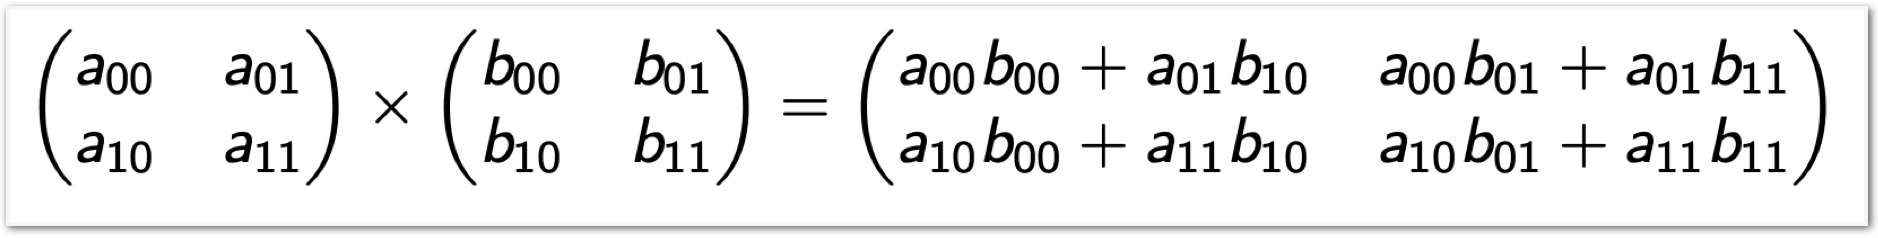 (a₀₀ a₀₁) × (b₀₀ b₀₁) = (a₀₀b₀₀ + a₀₁b₁₀ a₀₀b₀₁ + a₀₁b₁₁)
(a₁₀ a₁₁) (b₁₀ b₁₁) (a₁₀b₀₀ + a₁₁b₁₀ a₁₀b₀₁ + a₁₁b₁₁)